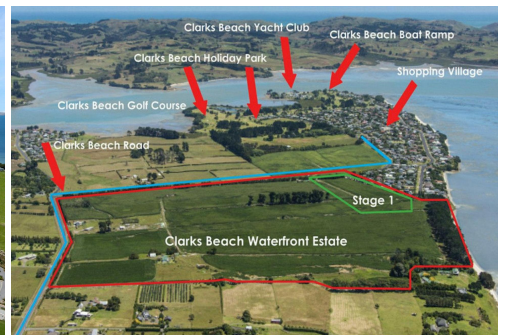 Clarks Beach Yacht Club
Clarks Beach Boat Ramp
Clarks Beach Holiday Park
Shopping Village
Clarks Beach Golf Course
Clarks Beach Road
Stage 1
Clarks Beach Waterfront Estate